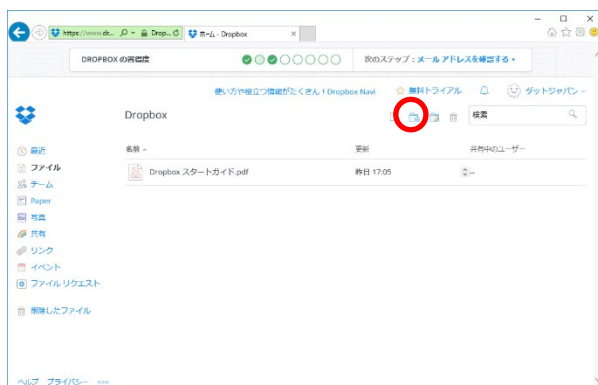 https://www.dr...
Drop...
ホーム - Dropbox
DROPBOX の習熟度
次のステップ：メール アドレスを確認する
使い方や役立つ情報がたくさん！Dropbox Navi
無料トライアル
ダットジャパン
Dropbox
検索
名前
更新
共有中のユーザー
Dropbox スタートガイド.pdf
昨日 17:05
--
最近
ファイル
チーム
Paper
写真
共有
リンク
イベント
ファイル リクエスト
削除したファイル
ヘルプ プライバシー •••